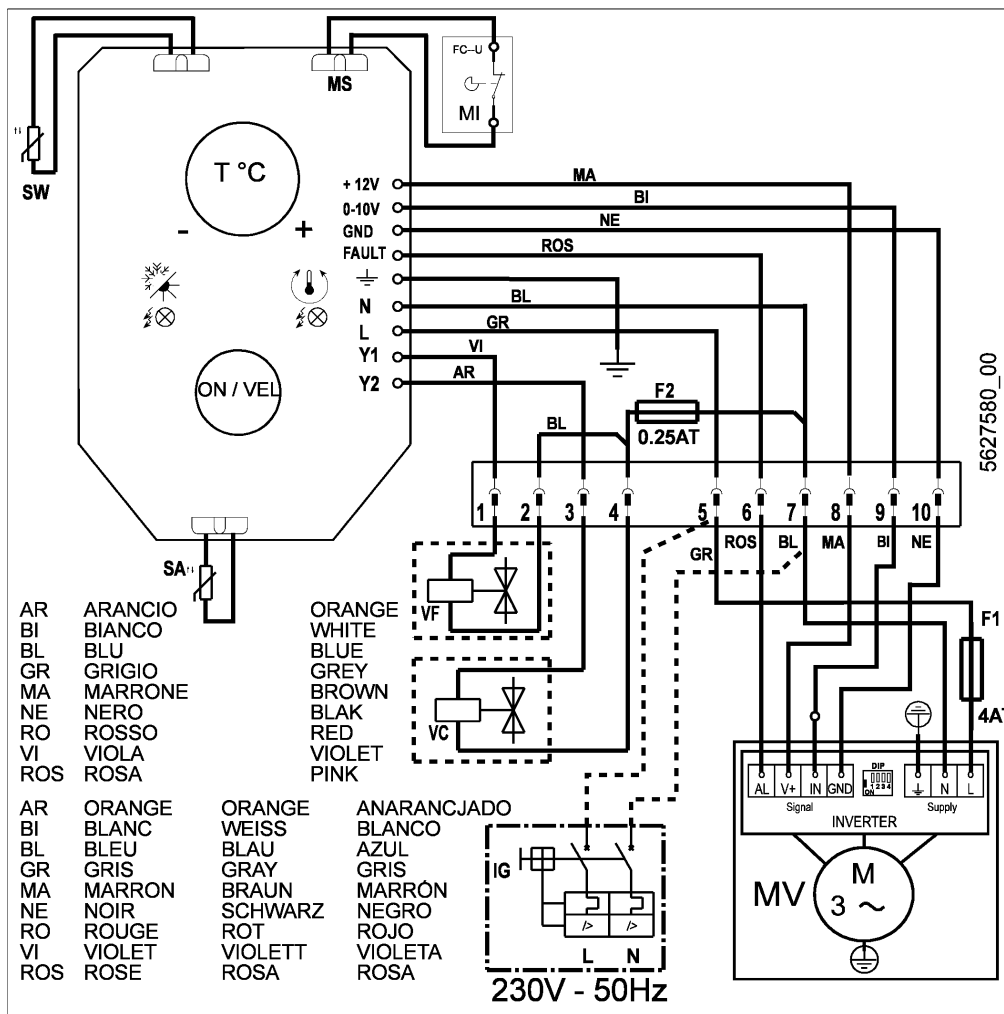 FC-U
MS
MI
SW
T °C
- +
ON / VEL
+ 12V
0-10V
GND
FAULT
N
L
Y1
Y2
MA
BI
NE
ROS
BL
GR
VI
AR
F2
0.25AT
BL
5627580_00
1 2 3 4 5 6 7 8 9 10
GR ROS BL MA BI NE
SA
VF
VC
F1
4AT
AR ARANCIO ORANGE
BI BIANCO WHITE
BL BLU BLUE
GR GRIGIO GREY
MA MARRONE BROWN
NE NERO BLAK
RO ROSSO RED
VI VIOLA VIOLET
ROS ROSA PINK
AR ORANGE ORANGE ANARANCJADO
BI BLANC WEISS BLANCO
BL BLEU BLAU AZUL
GR GRIS GRAY GRIS
MA MARRON BRAUN MARRÓN
NE NOIR SCHWARZ NEGRO
RO ROUGE ROT ROJO
VI VIOLET VIOLETT VIOLETA
ROS ROSE ROSA ROSA
IG
I> I>
L N
230V - 50Hz
AL V+ IN GND
DIP
1 2 3 4
ON
N L
Signal
Supply
INVERTER
MV
M
3 ~